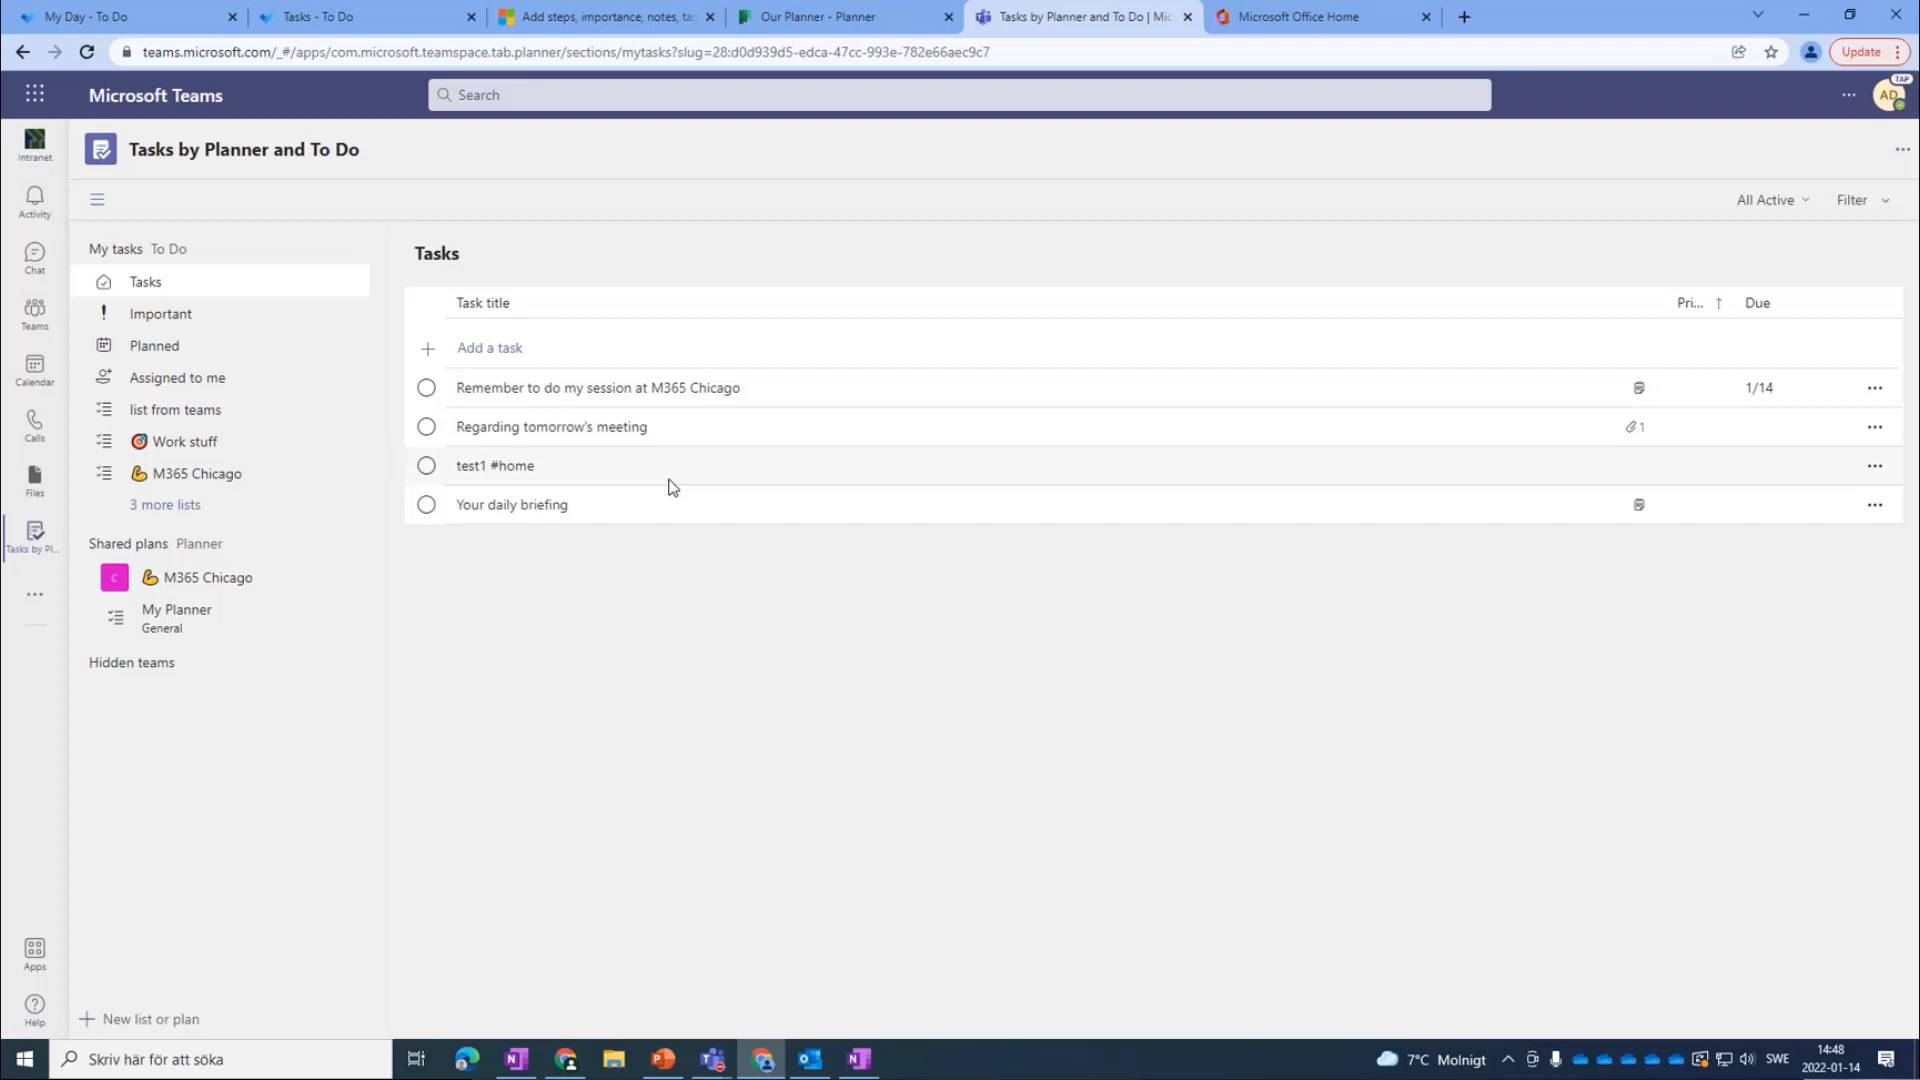 My Day - To Do
Tasks - To Do
Add steps, importance, notes, tag
Our Planner - Planner
Tasks by Planner and To Do | Mic
Microsoft Office Home
teams.microsoft.com/_#/apps/com.microsoft.teamspace.tab.planner/sections/mytasks?slug=28:d0d939d5-edca-47cc-993e-782e66aec9c7
Update
Microsoft Teams
Search
TAP
AD
Intranet
Activity
Chat
Teams
Calendar
Calls
Files
Tasks by Pl...
Apps
Help
Tasks by Planner and To Do
All Active
Filter
My tasks To Do
Tasks
Important
Planned
Assigned to me
list from teams
🎯 Work stuff
💪 M365 Chicago
3 more lists
Shared plans Planner
C
💪 M365 Chicago
My Planner
General
Hidden teams
New list or plan
Tasks
Task title
Pri... ↑ Due
+ Add a task
Remember to do my session at M365 Chicago 1/14
Regarding tomorrow's meeting 1
test1 #home
Your daily briefing
Skriv här för att söka
7°C Molnigt
SWE
14:48
2022-01-14